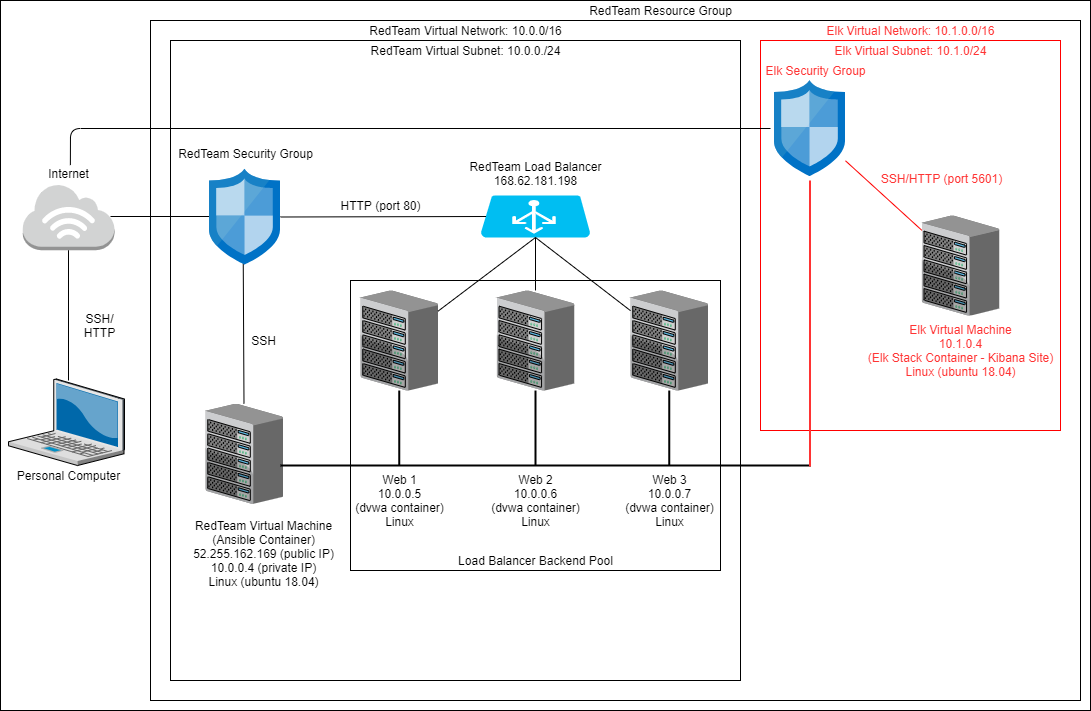 RedTeam Resource Group
RedTeam Virtual Network: 10.0.0/16
RedTeam Virtual Subnet: 10.0.0./24
Elk Virtual Network: 10.1.0.0/16
Elk Virtual Subnet: 10.1.0/24
Elk Security Group
RedTeam Security Group
Internet
RedTeam Load Balancer
168.62.181.198
HTTP (port 80)
SSH/HTTP (port 5601)
SSH/
HTTP
SSH
Elk Virtual Machine
10.1.0.4
(Elk Stack Container - Kibana Site)
Linux (ubuntu 18.04)
Personal Computer
Web 1
10.0.0.5
(dvwa container)
Linux
Web 2
10.0.0.6
(dvwa container)
Linux
Web 3
10.0.0.7
(dvwa container)
Linux
RedTeam Virtual Machine
(Ansible Container)
52.255.162.169 (public IP)
10.0.0.4 (private IP)
Linux (ubuntu 18.04)
Load Balancer Backend Pool